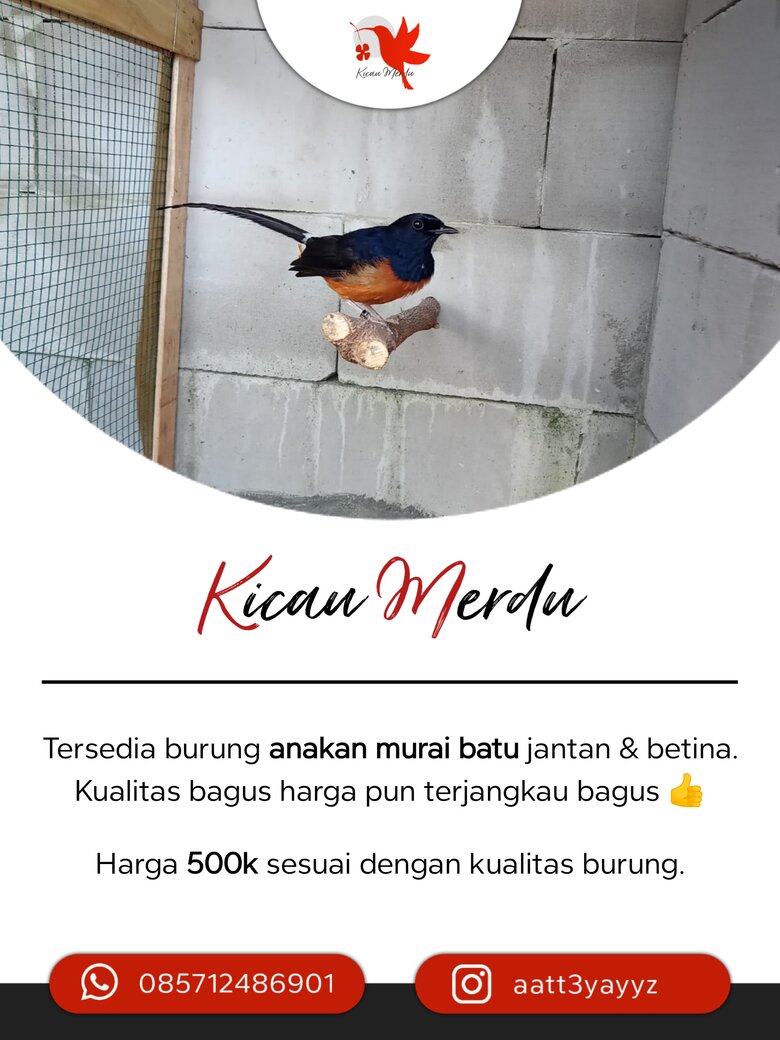 Kicau Merdu
Kicau Merdu
Tersedia burung anakan murai batu jantan & betina.
Kualitas bagus harga pun terjangkau bagus 👍
Harga 500k sesuai dengan kualitas burung.
085712486901
aatt3yayyz